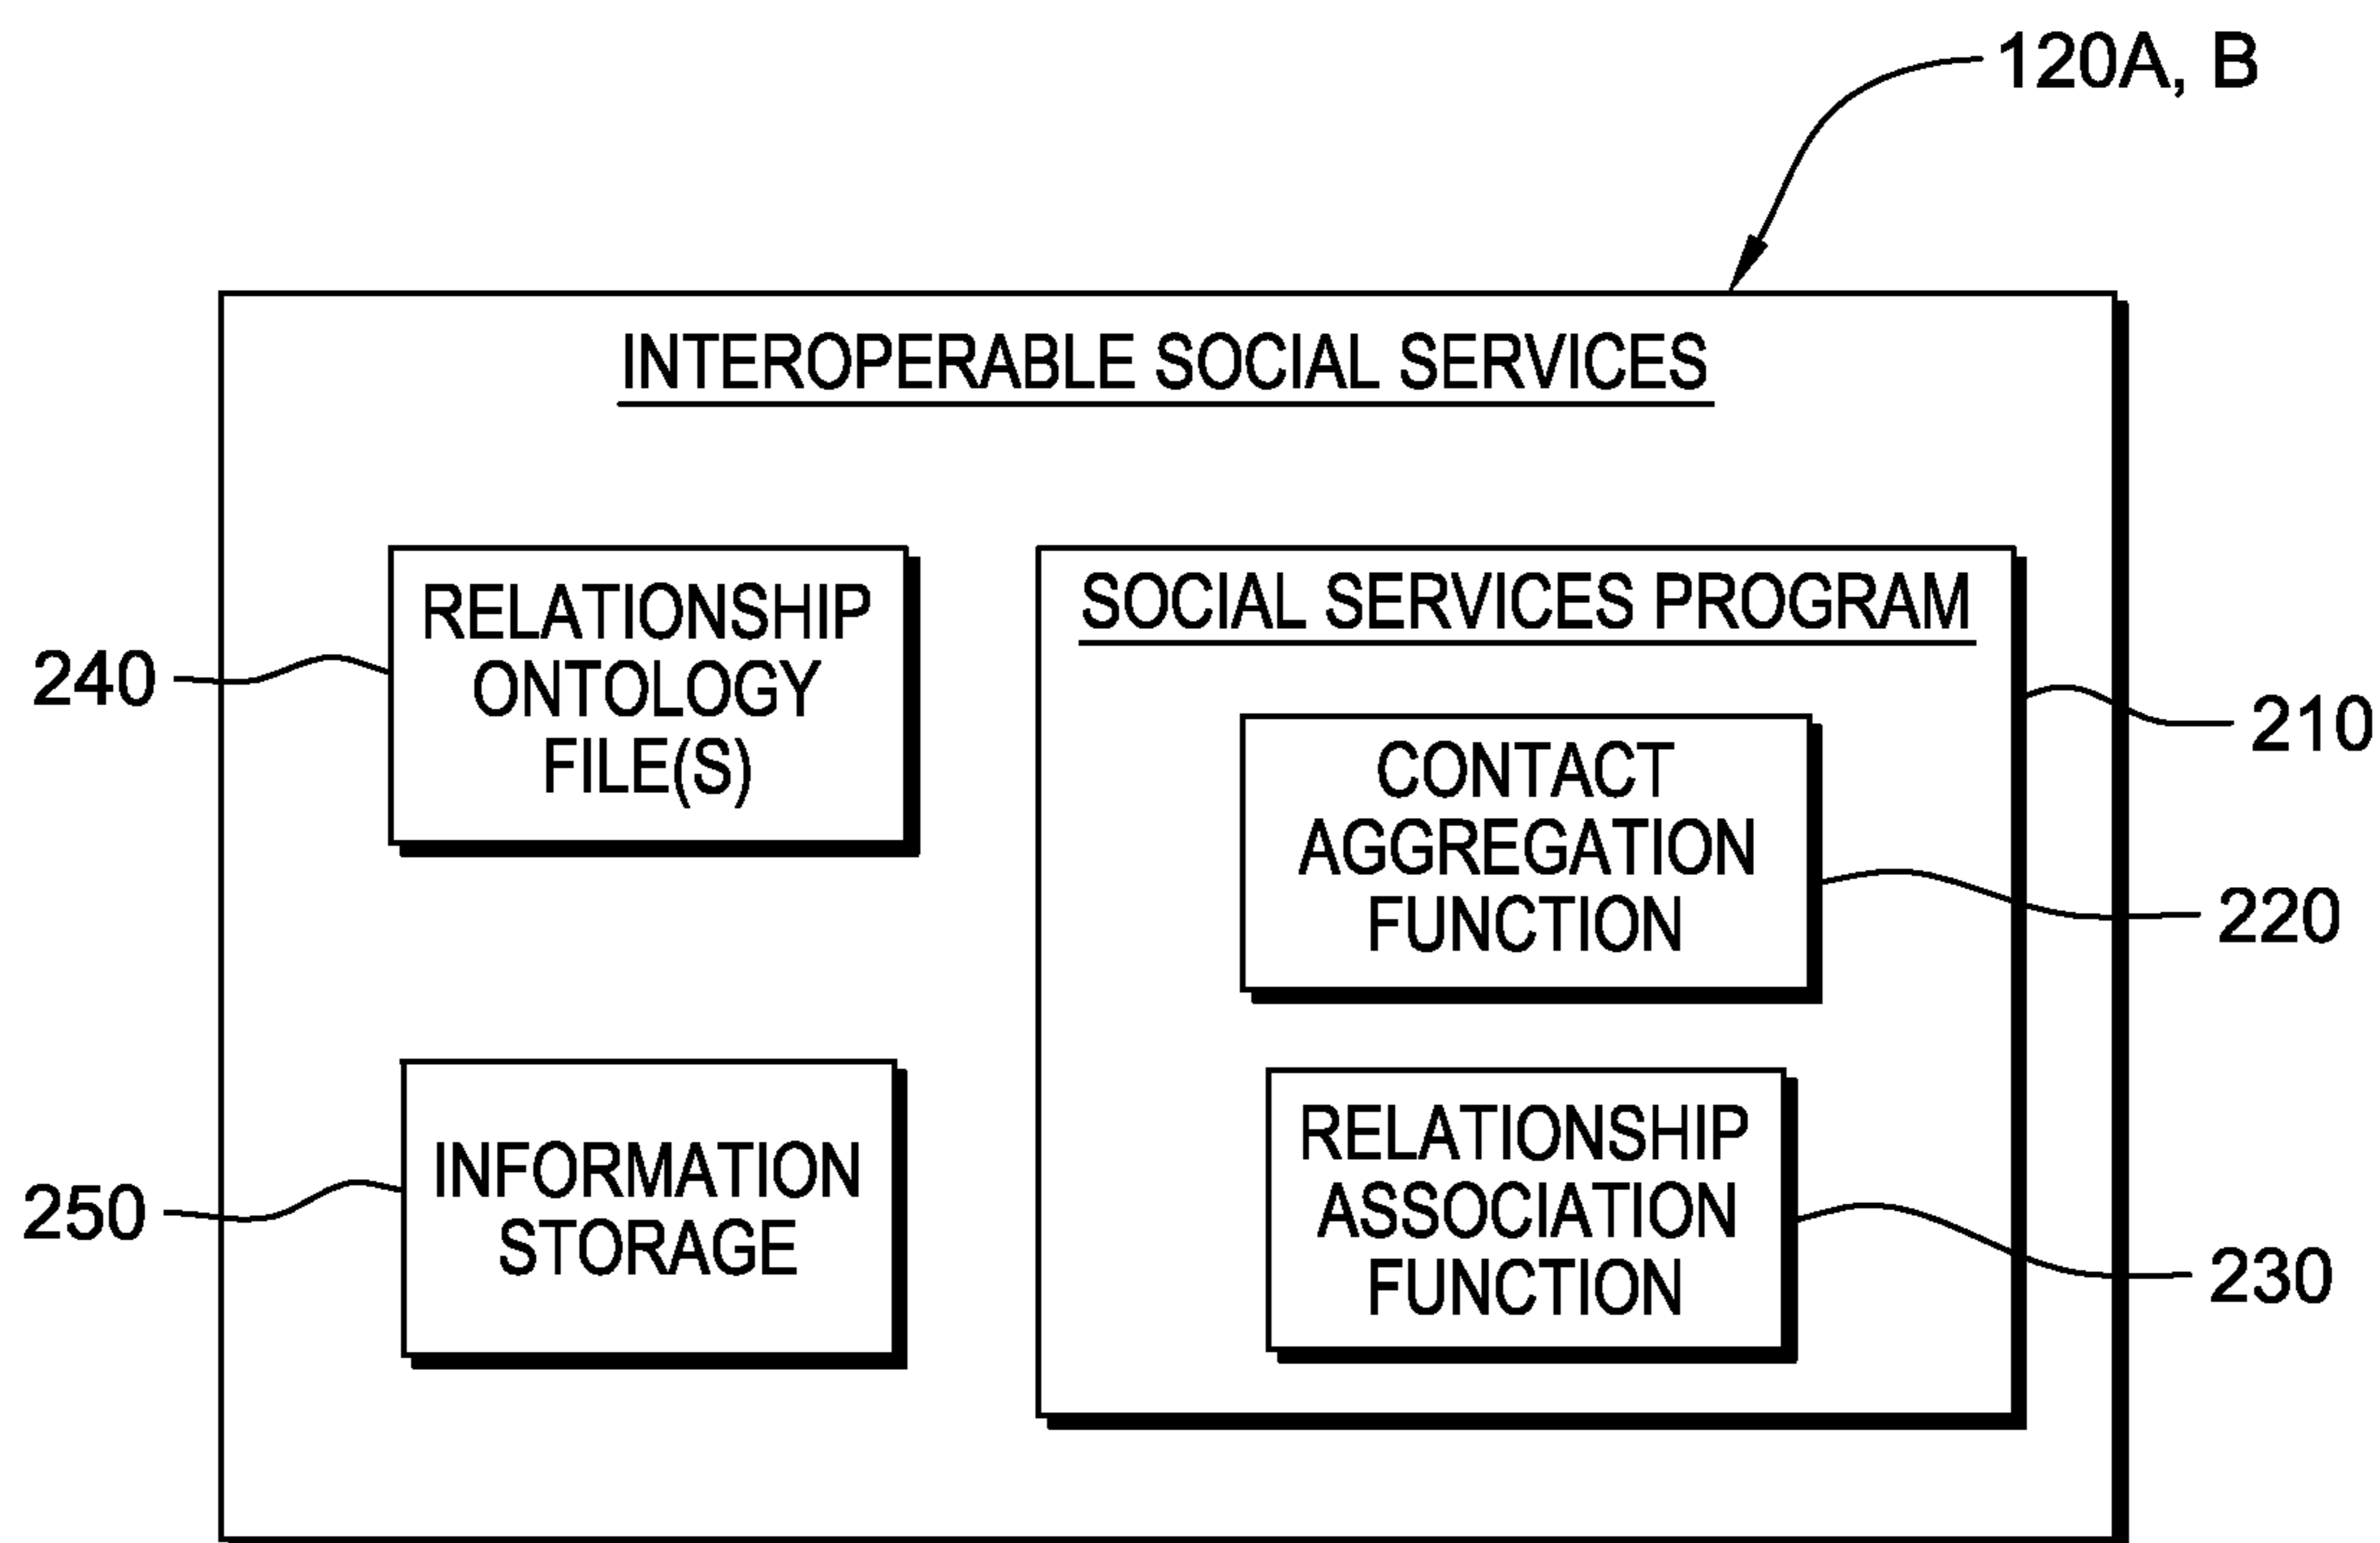 120A, B
INTEROPERABLE SOCIAL SERVICES
RELATIONSHIP
ONTOLOGY
FILE(S)
240
SOCIAL SERVICES PROGRAM
210
CONTACT
AGGREGATION
FUNCTION
220
INFORMATION
STORAGE
250
RELATIONSHIP
ASSOCIATION
FUNCTION
230